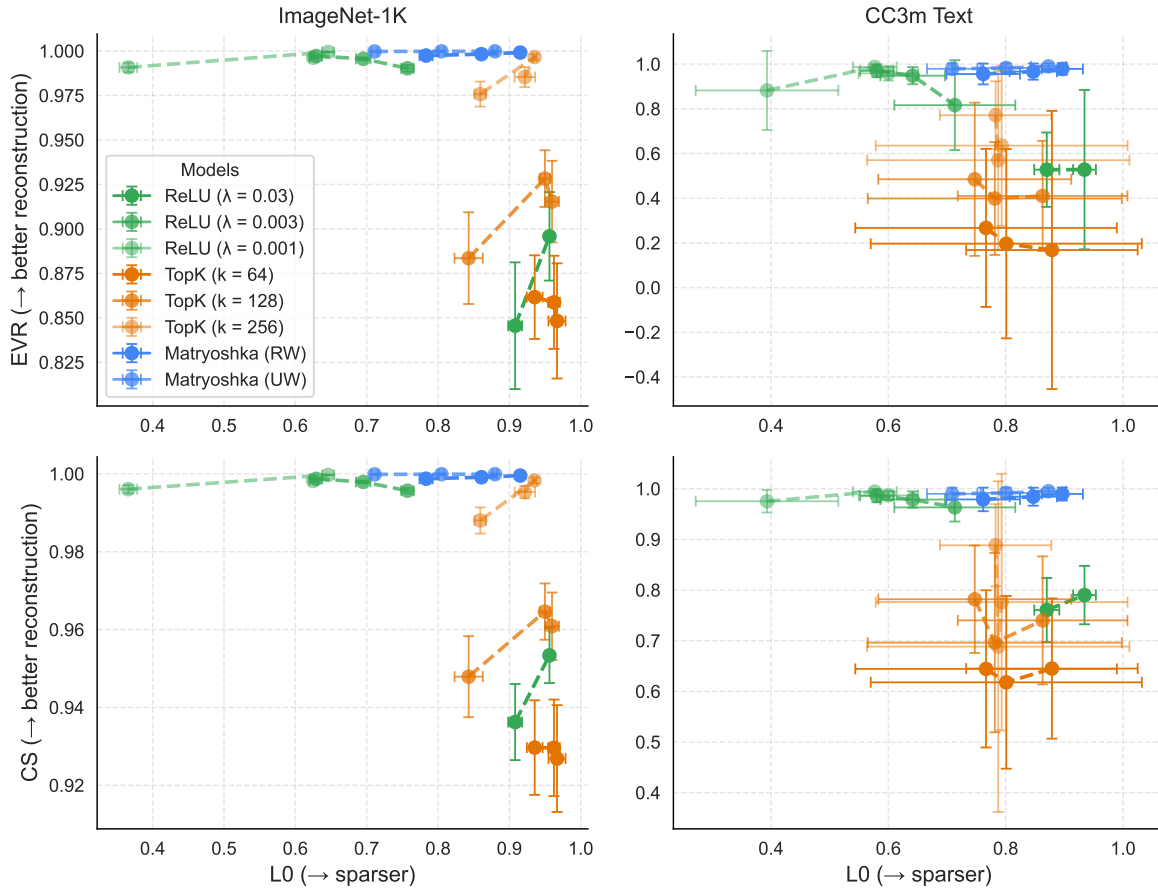 ImageNet-1K
CC3m Text
EVR (→ better reconstruction)
1.000
0.975
0.950
0.925
0.900
0.875
0.850
0.825
Models
ReLU (λ = 0.03)
ReLU (λ = 0.003)
ReLU (λ = 0.001)
TopK (k = 64)
TopK (k = 128)
TopK (k = 256)
Matryoshka (RW)
Matryoshka (UW)
0.4 0.5 0.6 0.7 0.8 0.9 1.0
1.0
0.8
0.6
0.4
0.2
0.0
−0.2
−0.4
0.4 0.6 0.8 1.0
CS (→ better reconstruction)
1.00
0.98
0.96
0.94
0.92
0.4 0.5 0.6 0.7 0.8 0.9 1.0
L0 (→ sparser)
1.0
0.9
0.8
0.7
0.6
0.5
0.4
0.4 0.6 0.8 1.0
L0 (→ sparser)